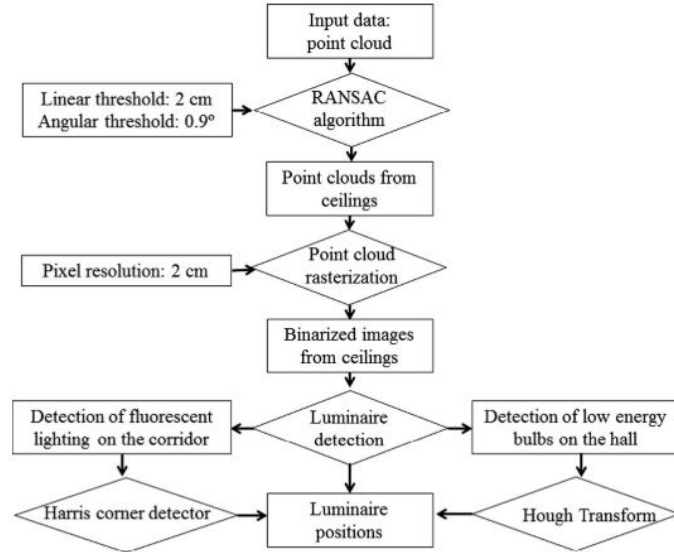 Input data:
point cloud
Linear threshold: 2 cm
Angular threshold: 0.9º
RANSAC
algorithm
Point clouds from
ceilings
Pixel resolution: 2 cm
Point cloud
rasterization
Binarized images
from ceilings
Detection of fluorescent
lighting on the corridor
Luminaire
detection
Detection of low energy
bulbs on the hall
Harris corner detector
Luminaire
positions
Hough Transform